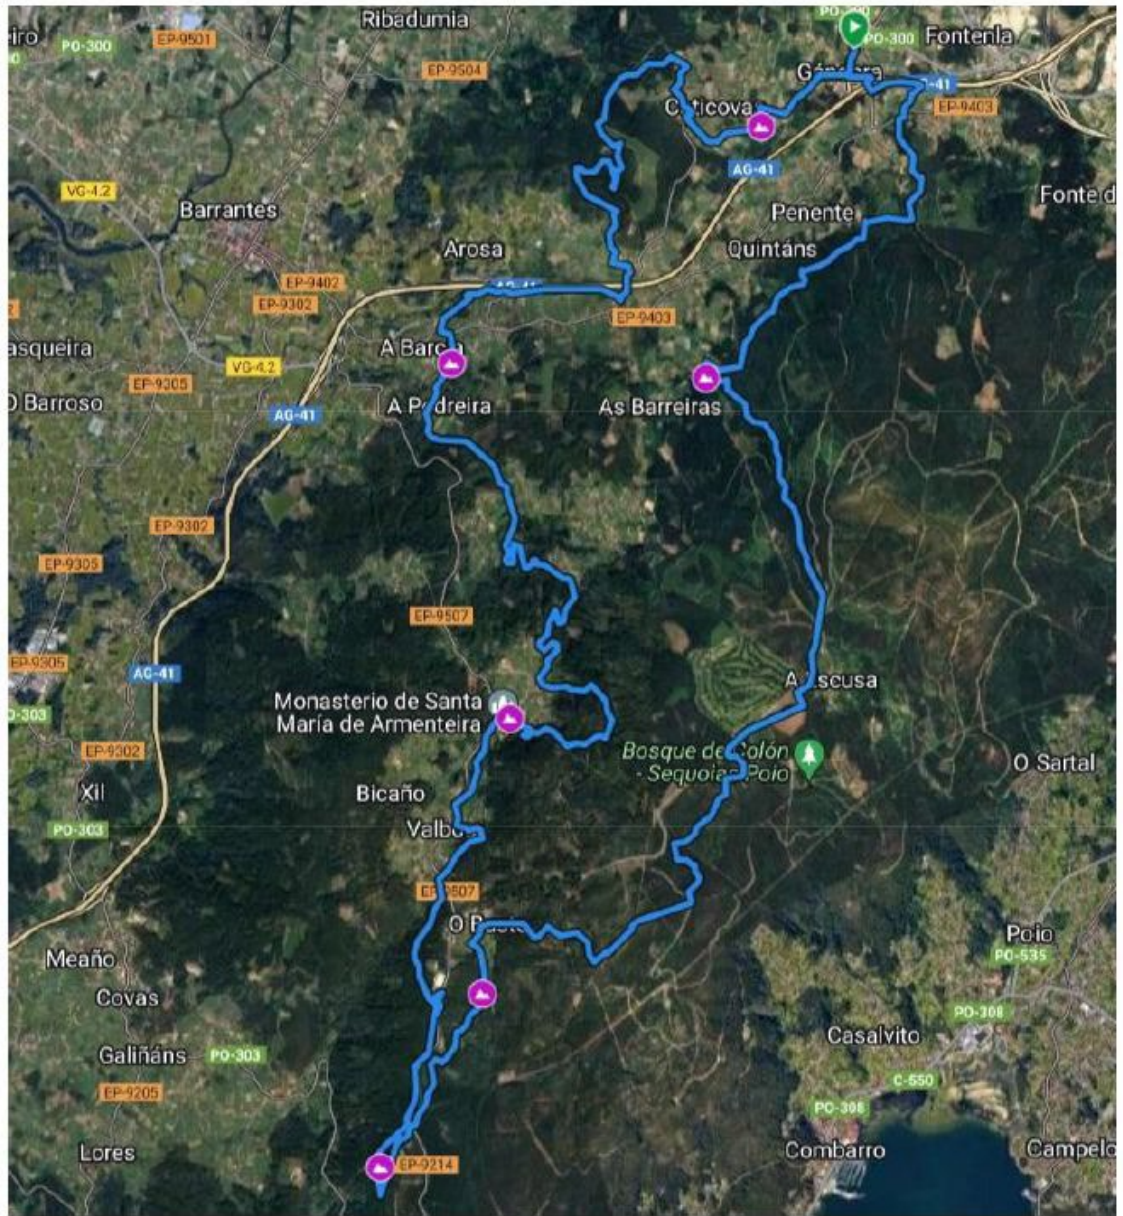 PO-300
Ribadumia
EP-9501
PO-300
PO-300
Fontenla
EP-9504
AG-41
EP-9403
VG-4.2
AG-41
Fonte d
Barrantes
Penente
Arosa
Quintáns
EP-9402
EP-9302
EP-9403
asqueira
VG-4.2
EP-9305
O Barroso
A Pedreira
As Barreiras
AG-41
EP-9302
EP-9305
EP-9507
EP-9305
AG-41
Monasterio de Santa
María de Armenteira
PO-303
EP-9302
Bosque de Colón
- Sequoias Poio
O Sartal
Xil
Bicaño
PO-303
EP-9507
Poio
PO-535
Meaño
Covas
PO-308
Casalvito
Galiñáns
PO-303
C-550
EP-9205
PO-308
Lores
EP-9214
Combarro
Campelo